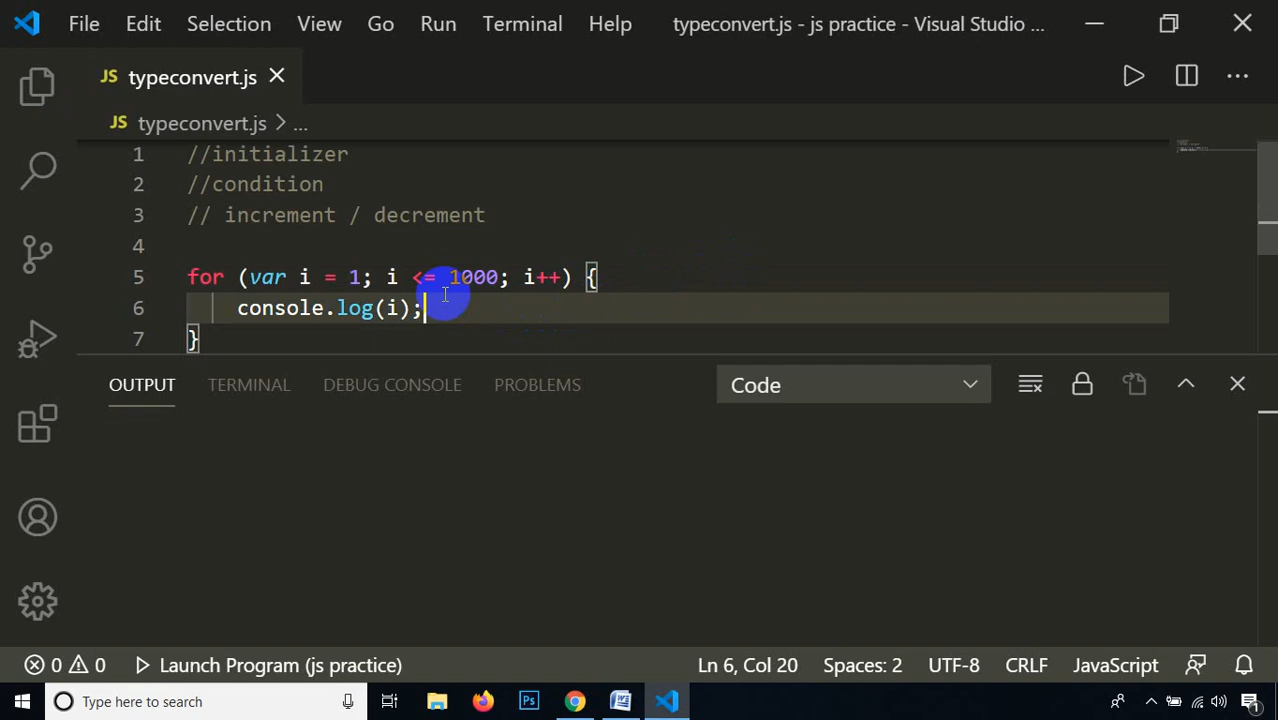 File Edit Selection View Go Run Terminal Help typeconvert.js - js practice - Visual Studio ...
JS typeconvert.js
JS typeconvert.js > ...
1 //initializer
2 //condition
3 // increment / decrement
4
5 for (var i = 1; i <= 1000; i++) {
6 console.log(i);
7 }
OUTPUT TERMINAL DEBUG CONSOLE PROBLEMS Code
0 0 Launch Program (js practice) Ln 6, Col 20 Spaces: 2 UTF-8 CRLF JavaScript
Type here to search Ps W 1